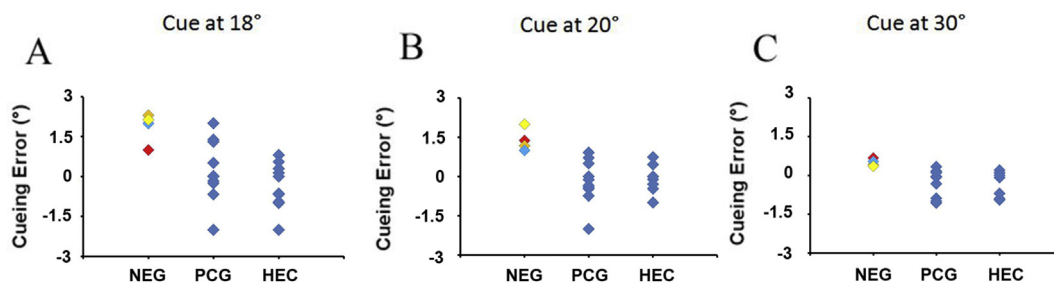 A
Cue at 18°
Cueing Error (°)
3
1.5
0
-1.5
-3
NEG PCG HEC
B
Cue at 20°
Cueing Error (°)
3
1.5
0
-1.5
-3
NEG PCG HEC
C
Cue at 30°
Cueing Error (°)
3
1.5
0
-1.5
-3
NEG PCG HEC